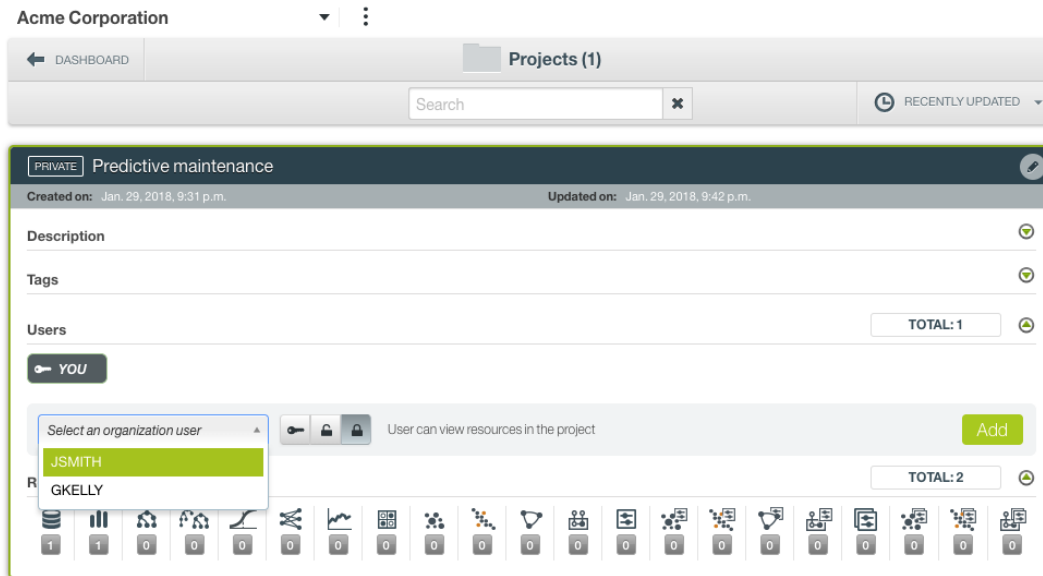 Acme Corporation
DASHBOARD
Projects (1)
Search
RECENTLY UPDATED
PRIVATE Predictive maintenance
Created on: Jan. 29, 2018, 9:31 p.m.
Updated on: Jan. 29, 2018, 9:42 p.m.
Description
Tags
Users
TOTAL: 1
YOU
Select an organization user
User can view resources in the project
Add
JSMITH
GKELLY
R
TOTAL: 2
1 1 0 0 0 0 0 0 0 0 0 0 0 0 0 0 0 0 0 0 0